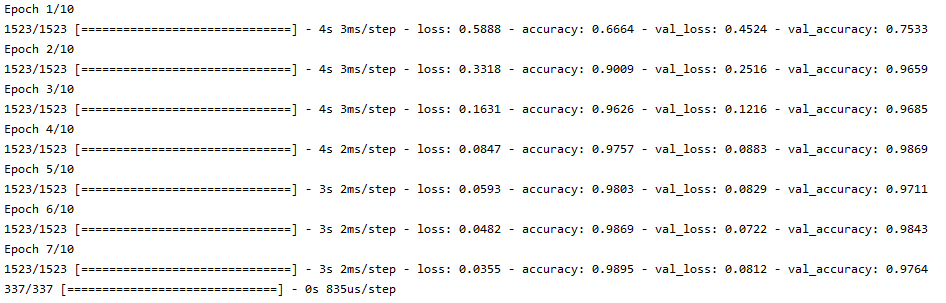 Epoch 1/10
1523/1523 [==============================] - 4s 3ms/step - loss: 0.5888 - accuracy: 0.6664 - val_loss: 0.4524 - val_accuracy: 0.7533
Epoch 2/10
1523/1523 [==============================] - 4s 3ms/step - loss: 0.3318 - accuracy: 0.9009 - val_loss: 0.2516 - val_accuracy: 0.9659
Epoch 3/10
1523/1523 [==============================] - 4s 3ms/step - loss: 0.1631 - accuracy: 0.9626 - val_loss: 0.1216 - val_accuracy: 0.9685
Epoch 4/10
1523/1523 [==============================] - 4s 2ms/step - loss: 0.0847 - accuracy: 0.9757 - val_loss: 0.0883 - val_accuracy: 0.9869
Epoch 5/10
1523/1523 [==============================] - 3s 2ms/step - loss: 0.0593 - accuracy: 0.9803 - val_loss: 0.0829 - val_accuracy: 0.9711
Epoch 6/10
1523/1523 [==============================] - 3s 2ms/step - loss: 0.0482 - accuracy: 0.9869 - val_loss: 0.0722 - val_accuracy: 0.9843
Epoch 7/10
1523/1523 [==============================] - 3s 2ms/step - loss: 0.0355 - accuracy: 0.9895 - val_loss: 0.0812 - val_accuracy: 0.9764
337/337 [==============================] - 0s 835us/step